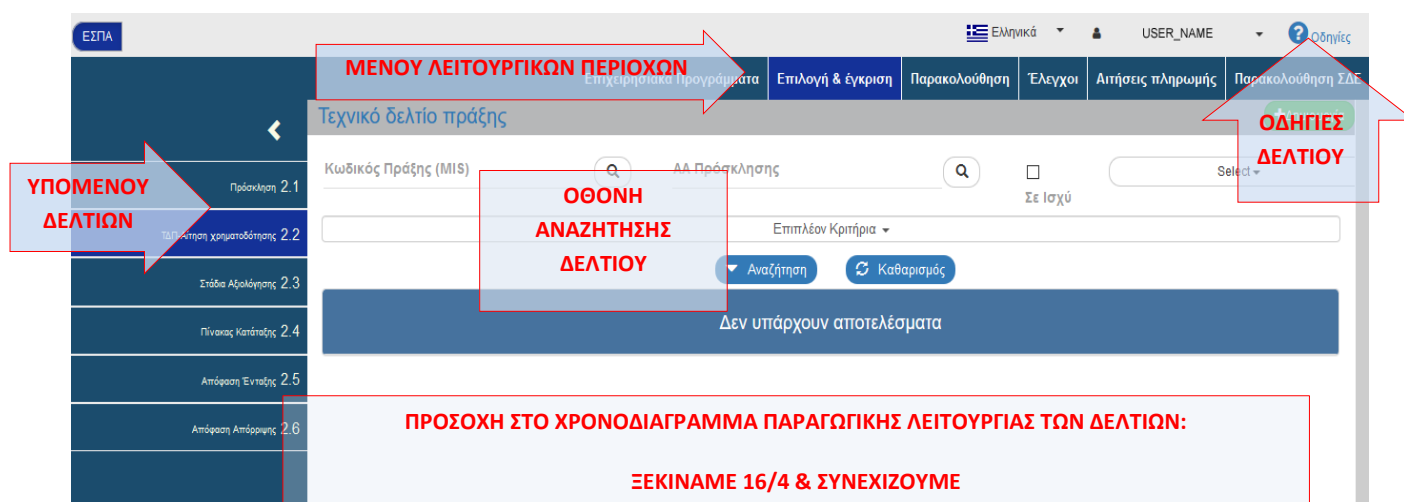 ΕΣΠΑ
Ελληνικά
USER_NAME
Οδηγίες
ΜΕΝΟΥ ΛΕΙΤΟΥΡΓΙΚΩΝ ΠΕΡΙΟΧΩΝ
Επιχειρησιακά Προγράμματα
Επιλογή & έγκριση
Παρακολούθηση
Έλεγχοι
Αιτήσεις πληρωμής
Παρακολούθηση ΣΔΕ
Τεχνικό δελτίο πράξης
ΟΔΗΓΙΕΣ
ΔΕΛΤΙΟΥ
Κωδικός Πράξης (MIS)
ΑΑ Πρόσκλησης
Σε Ισχύ
Select
ΥΠΟΜΕΝΟΥ
ΔΕΛΤΙΩΝ
Πρόσκληση 2.1
ΤΔΠ-Αίτηση χρηματοδότησης 2.2
Στάδια Αξιολόγησης 2.3
Πίνακας Κατάταξης 2.4
Απόφαση Ένταξης 2.5
Απόφαση Απόρριψης 2.6
ΟΘΟΝΗ
ΑΝΑΖΗΤΗΣΗΣ
ΔΕΛΤΙΟΥ
Επιπλέον Κριτήρια
Αναζήτηση
Καθαρισμός
Δεν υπάρχουν αποτελέσματα
ΠΡΟΣΟΧΗ ΣΤΟ ΧΡΟΝΟΔΙΑΓΡΑΜΜΑ ΠΑΡΑΓΩΓΙΚΗΣ ΛΕΙΤΟΥΡΓΙΑΣ ΤΩΝ ΔΕΛΤΙΩΝ:
ΞΕΚΙΝΑΜΕ 16/4 & ΣΥΝΕΧΙΖΟΥΜΕ